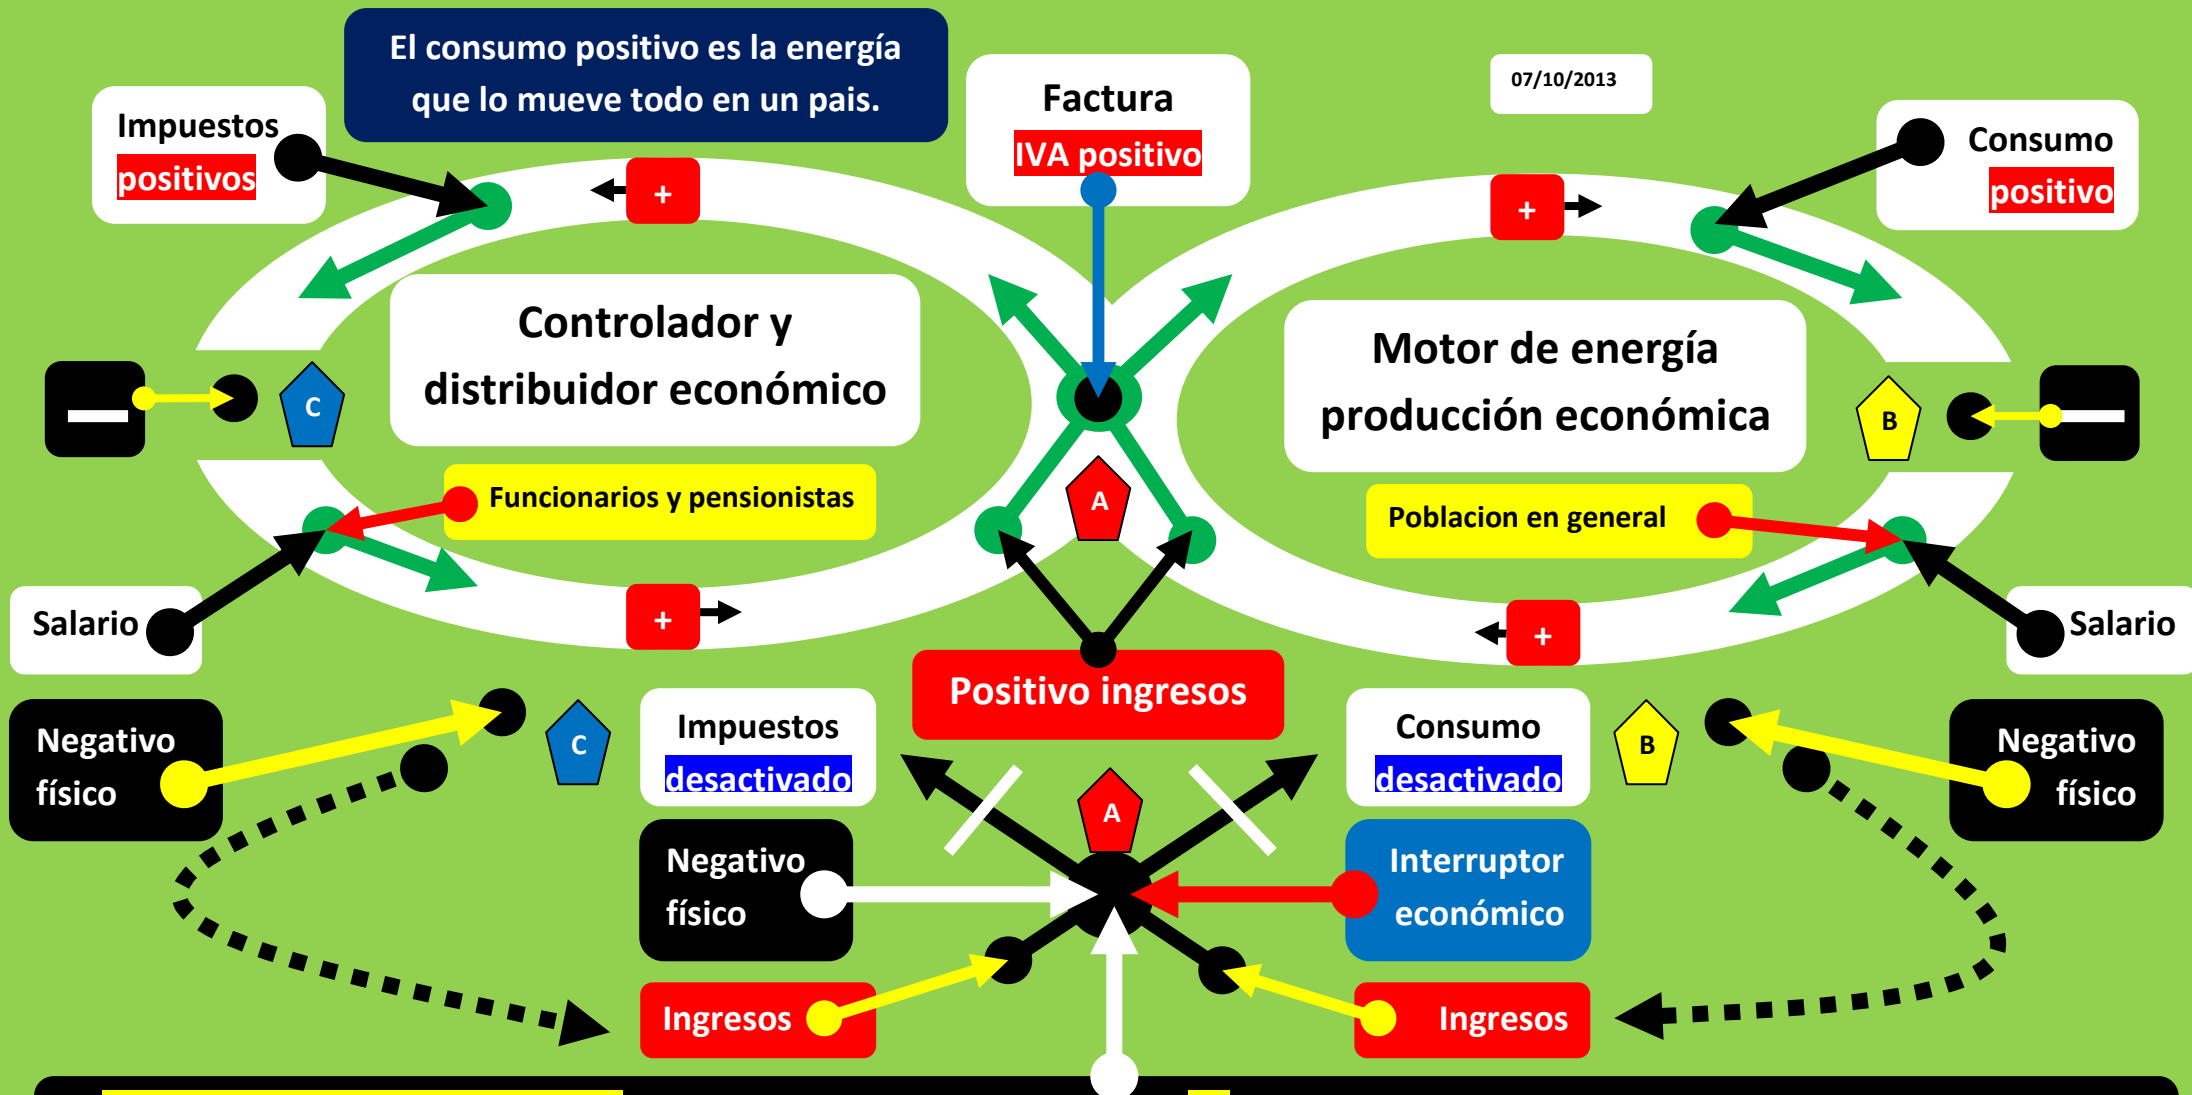 El consumo positivo es la energía
que lo mueve todo en un pais.
Factura
IVA positivo
07/10/2013
Impuestos
positivos
Consumo
positivo
+
+
Controlador y
distribuidor económico
Motor de energía
producción económica
C
B
Funcionarios y pensionistas
A
Poblacion en general
Salario
+
+
Salario
Positivo ingresos
Negativo
físico
C
Impuestos
desactivado
Consumo
desactivado
B
Negativo
físico
A
Negativo
físico
Interruptor
económico
Ingresos
Ingresos